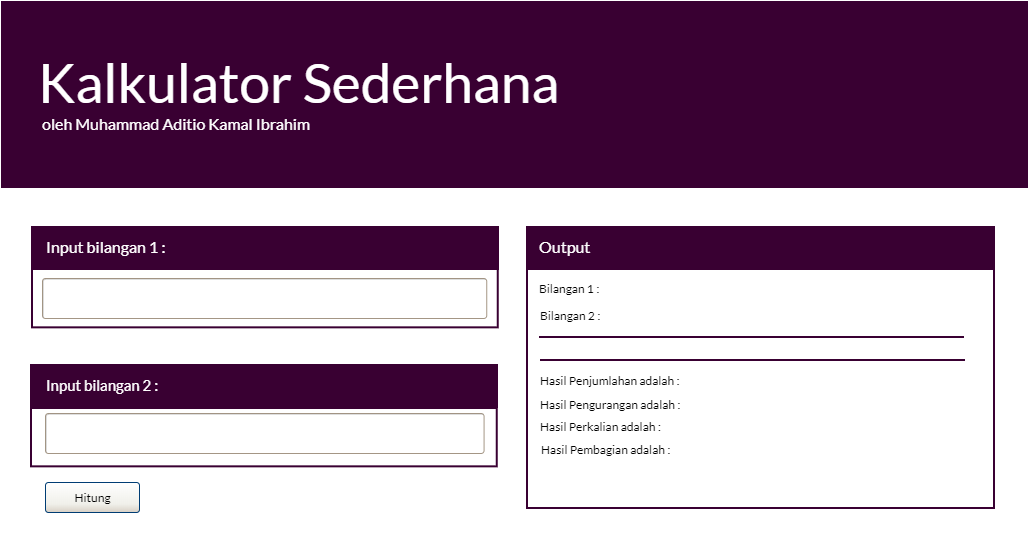 Kalkulator Sederhana
oleh Muhammad Aditio Kamal Ibrahim
Input bilangan 1 :
Input bilangan 2 :
Hitung
Output
Bilangan 1 :
Bilangan 2 :
Hasil Penjumlahan adalah :
Hasil Pengurangan adalah :
Hasil Perkalian adalah :
Hasil Pembagian adalah :